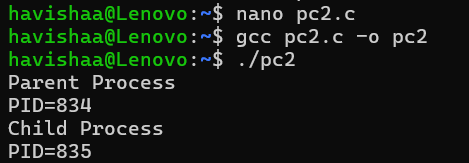 havishaa@Lenovo:~$ nano pc2.c
havishaa@Lenovo:~$ gcc pc2.c -o pc2
havishaa@Lenovo:~$ ./pc2
Parent Process
PID=834
Child Process
PID=835